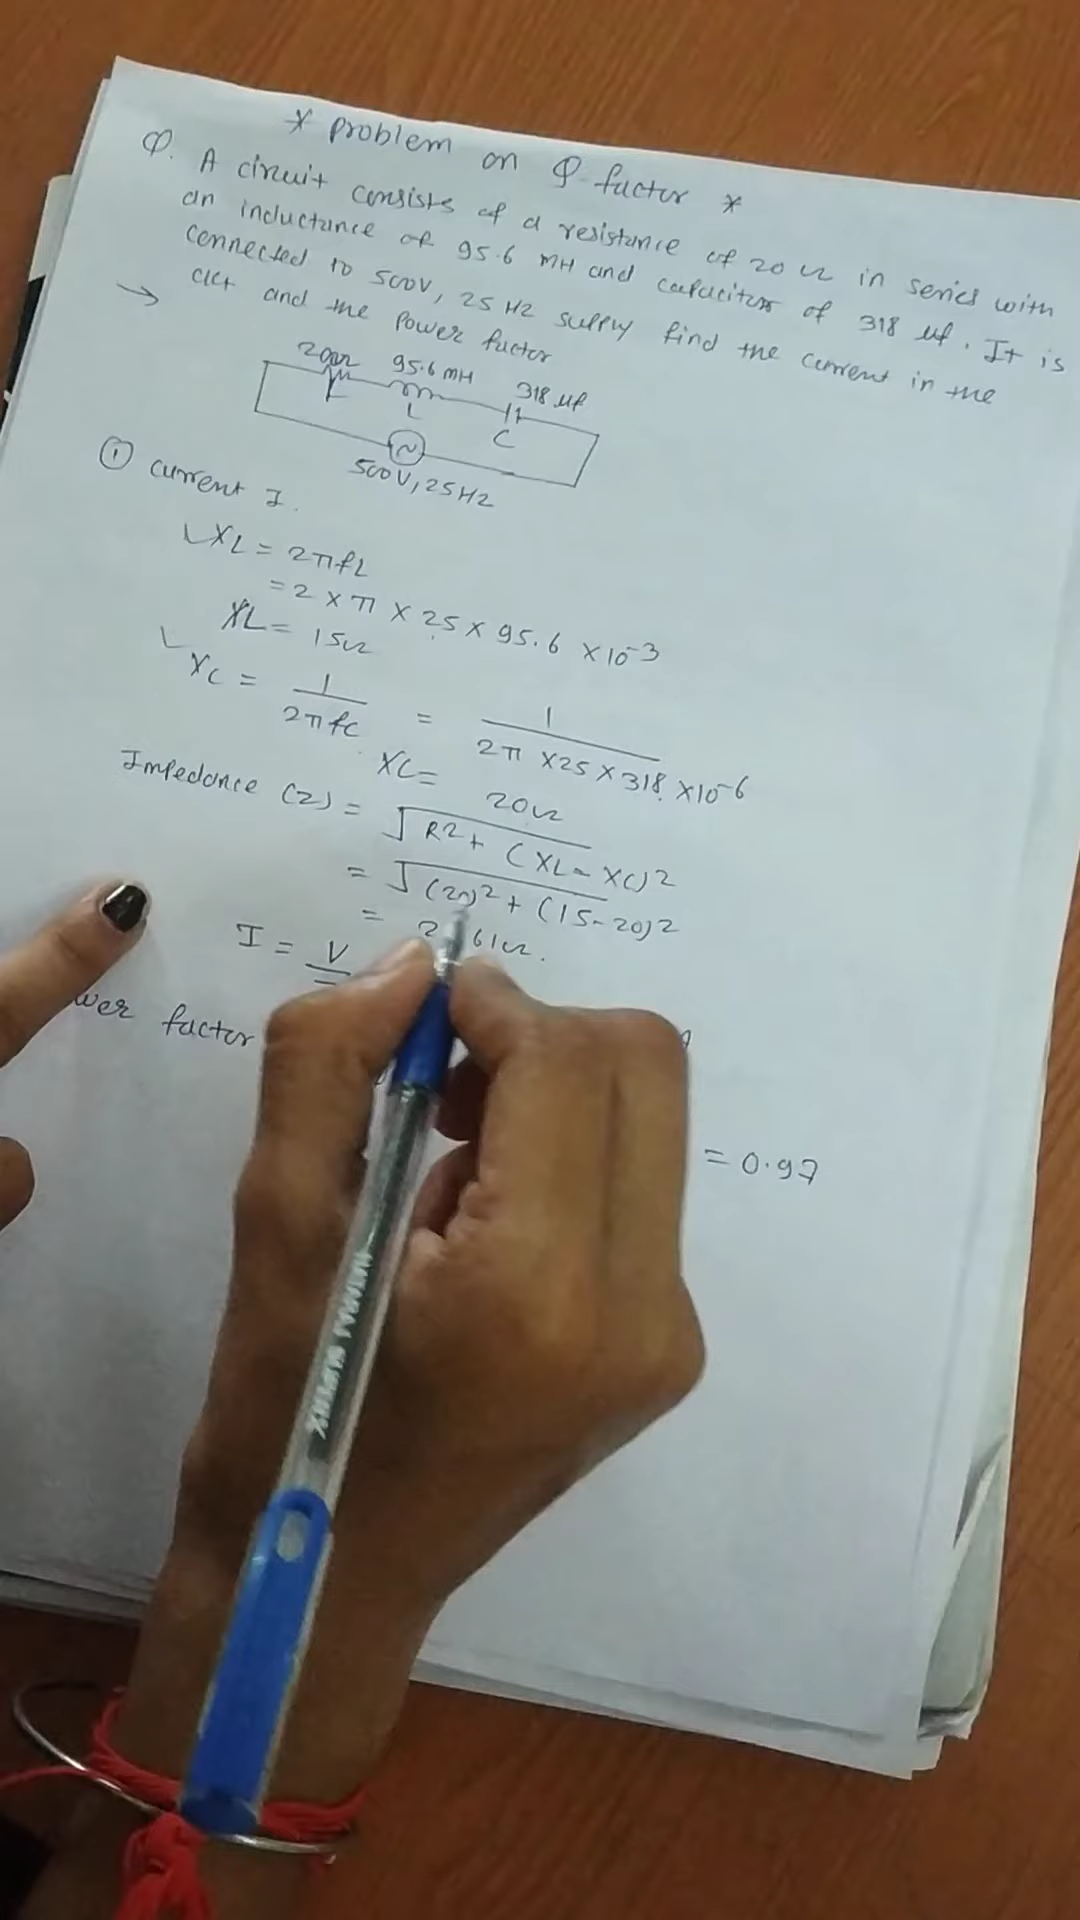 * Problem on Q-factor *
Q. A circuit consists of a resistance of 20 Ω in series with
an inductance of 95.6 mH and capacitor of 318 μf. It is
connected to 500V, 25 Hz supply find the current in the
ckt and the power factor
→
20Ω 95.6 mH 318 μf
L C
500V, 25Hz
① Current I.
XL = 2πfL
= 2 × π × 25 × 95.6 × 10⁻³
XL = 15Ω
XC = 1/2πfC = 1/2π × 25 × 318 × 10⁻⁶
XC = 20Ω
Impedance (Z) = √R² + (XL - XC)²
= √(20)² + (15-20)²
= 2 61Ω.
I = V
wer factor
= 0.97